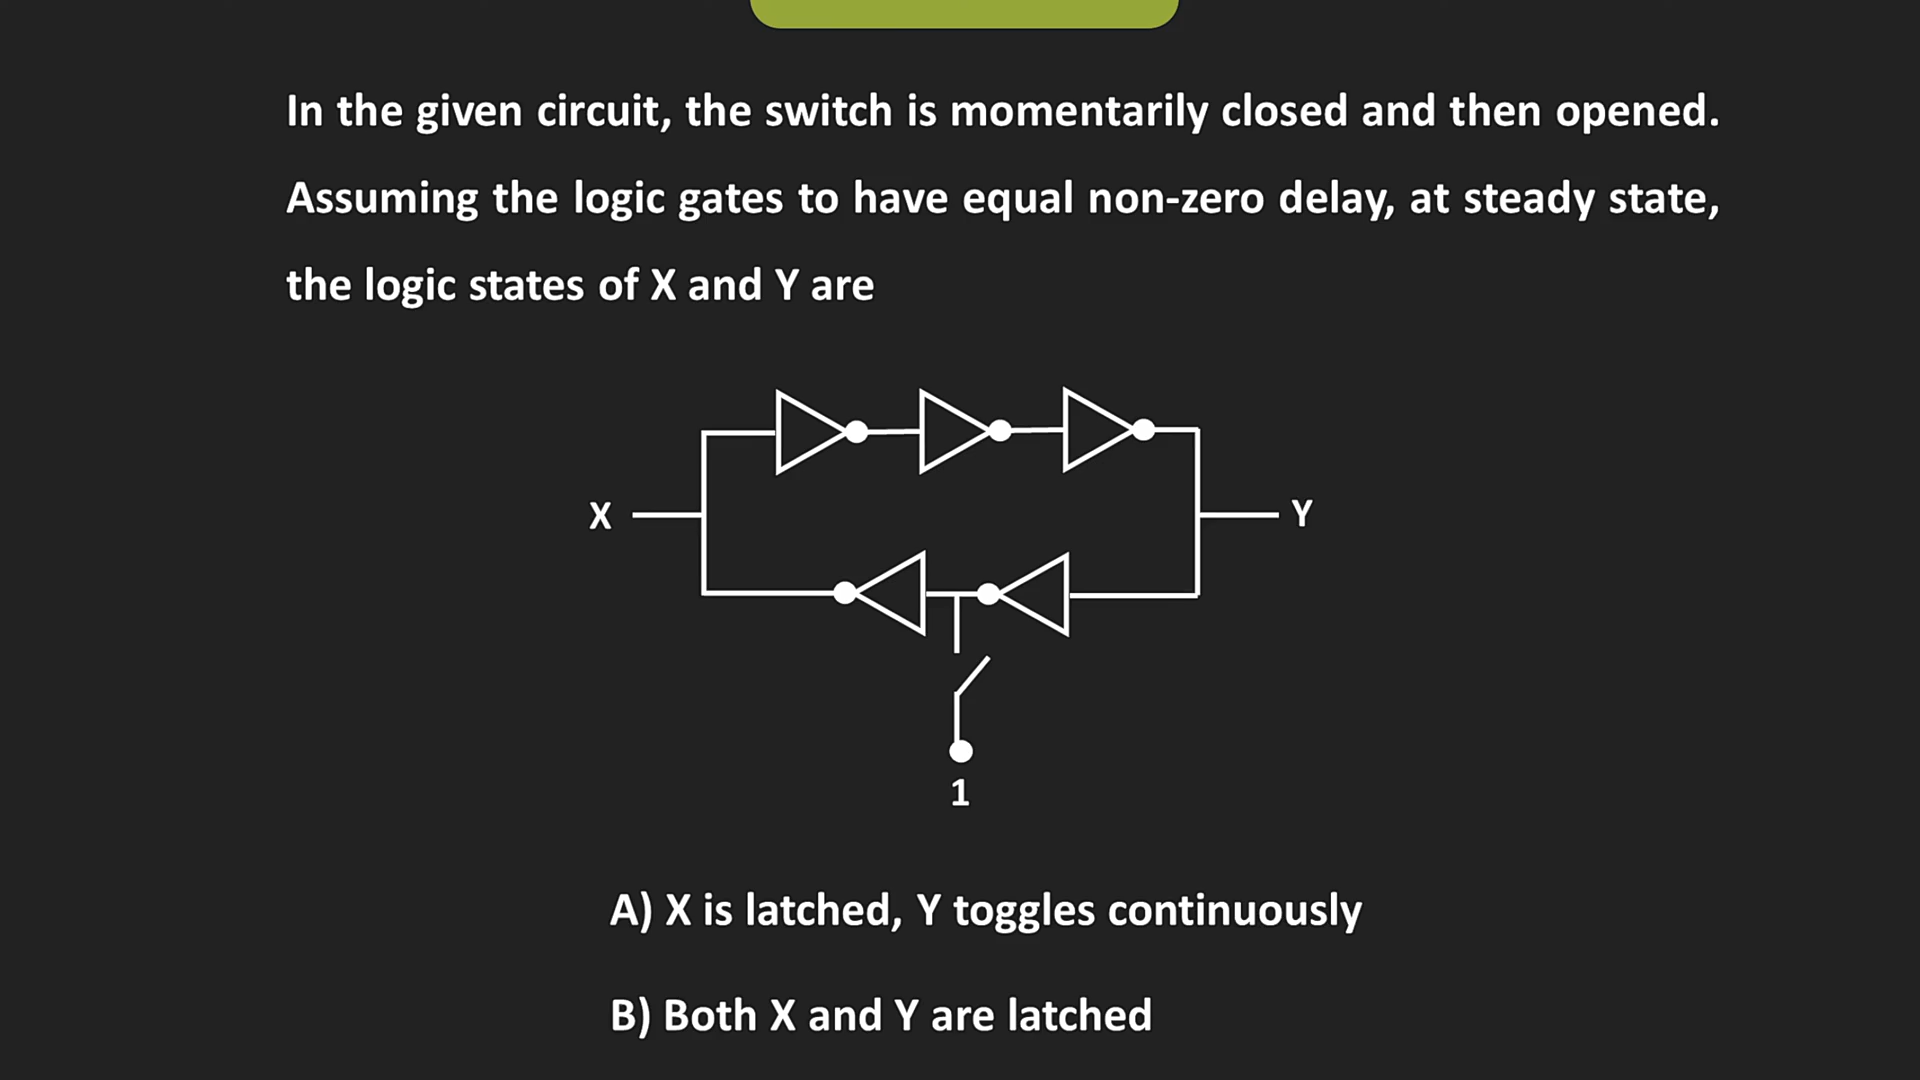 In the given circuit, the switch is momentarily closed and then opened.
Assuming the logic gates to have equal non-zero delay, at steady state,
the logic states of X and Y are
X
Y
1
A) X is latched, Y toggles continuously
B) Both X and Y are latched